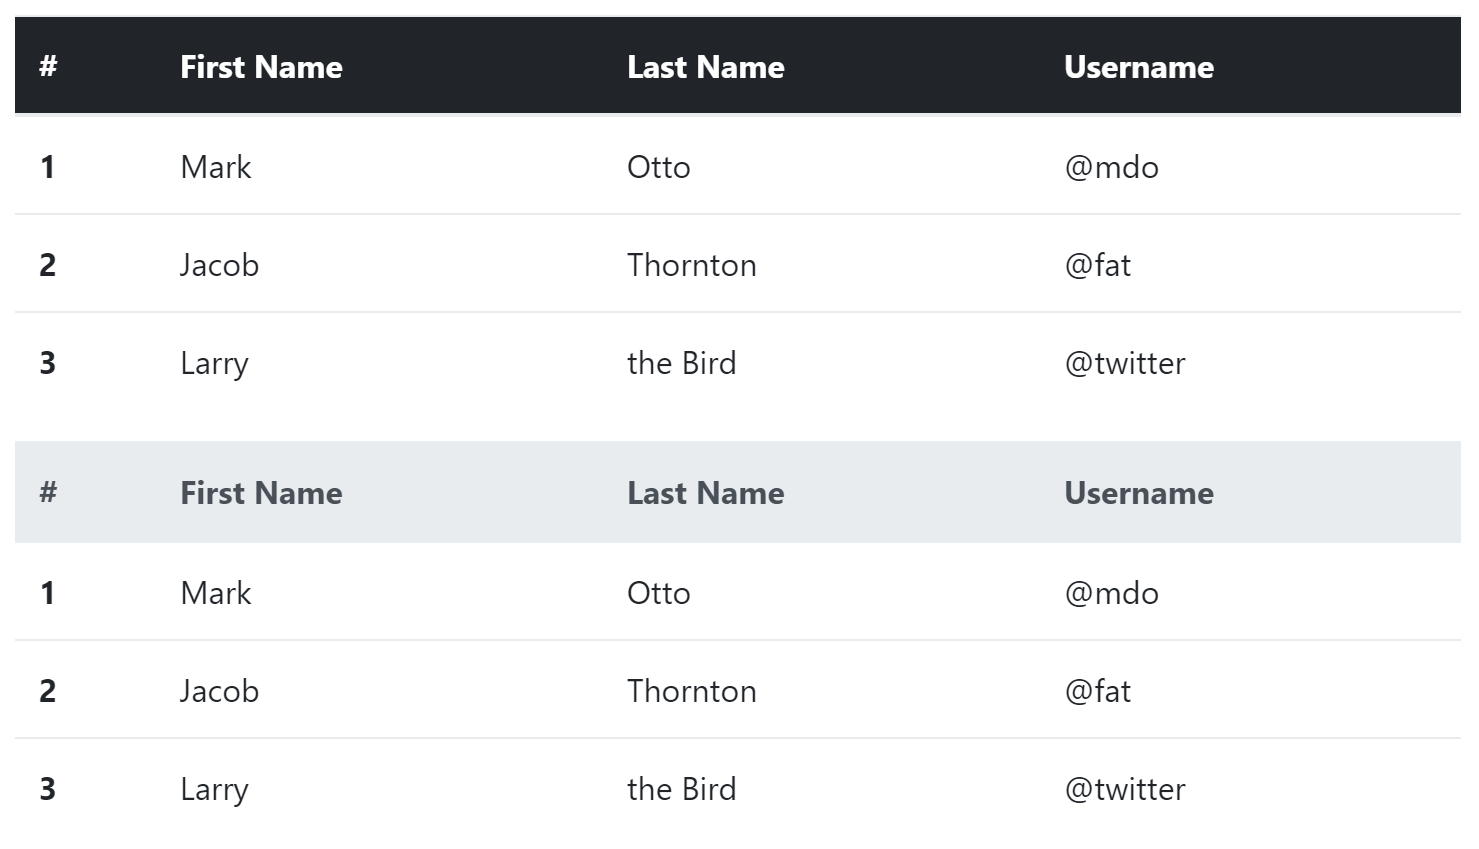 # First Name Last Name Username
1 Mark Otto @mdo
2 Jacob Thornton @fat
3 Larry the Bird @twitter
# First Name Last Name Username
1 Mark Otto @mdo
2 Jacob Thornton @fat
3 Larry the Bird @twitter